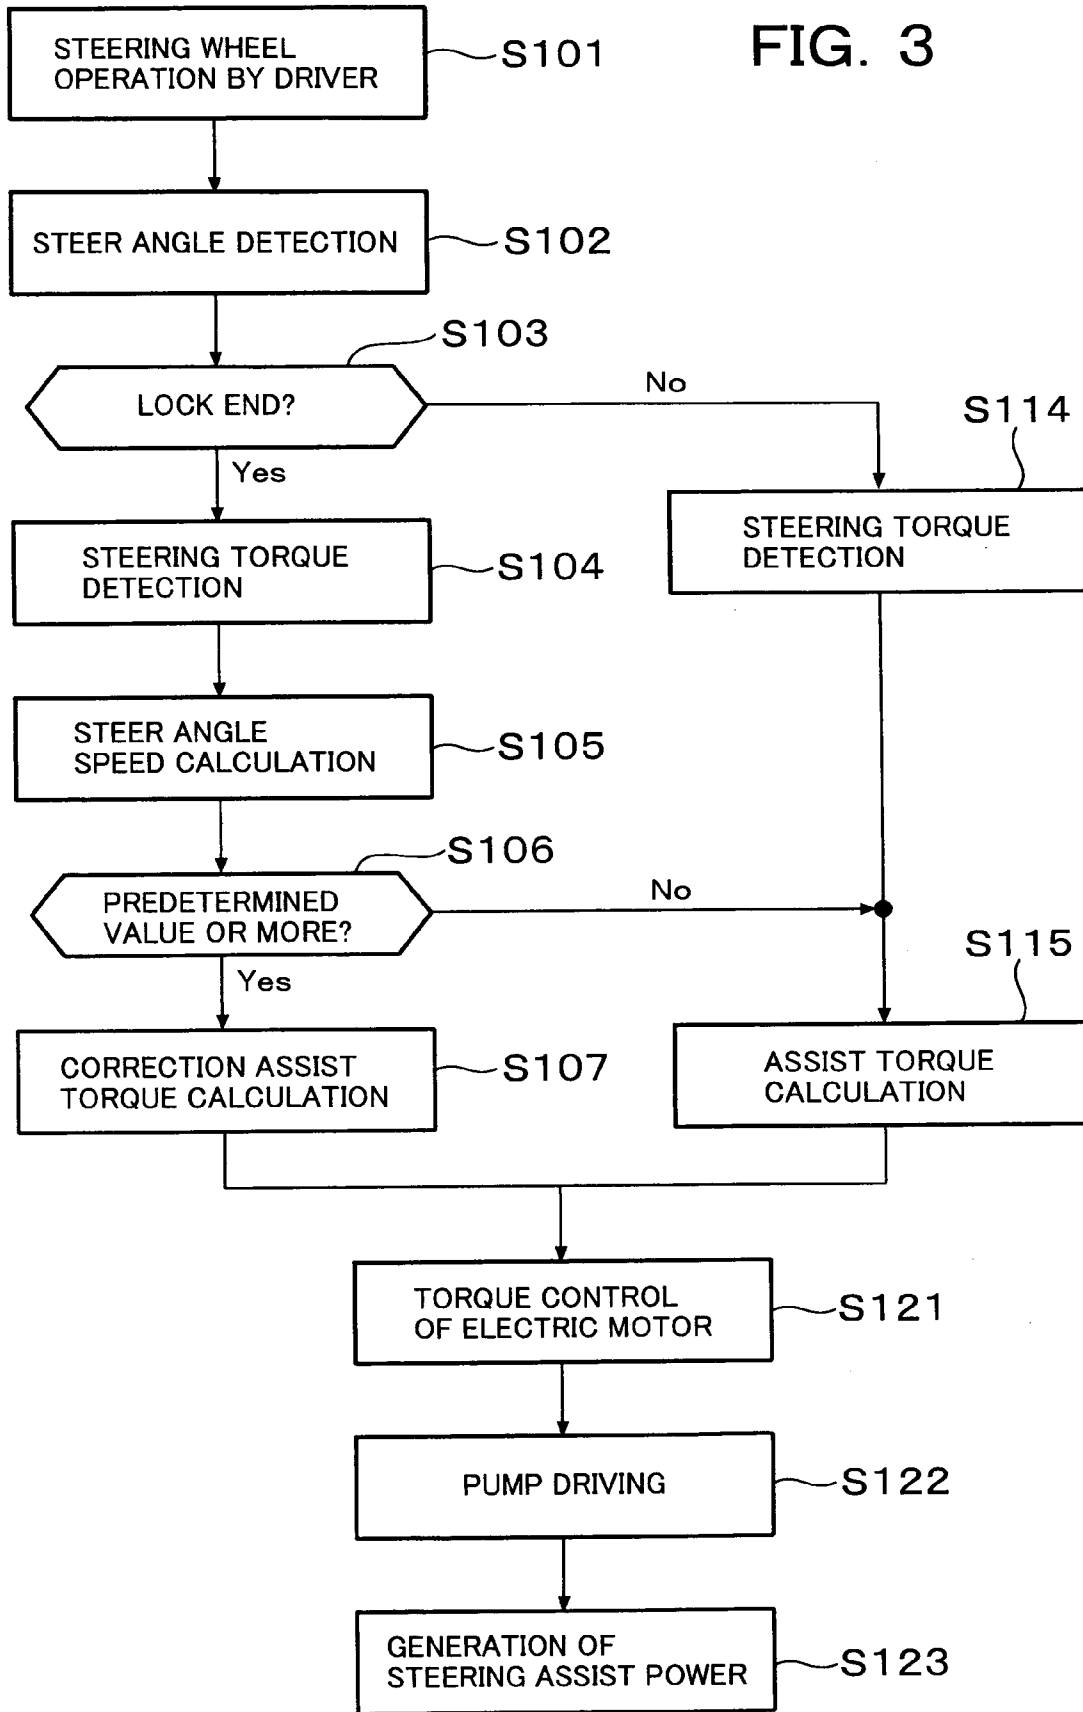 FIG. 3
STEERING WHEEL
OPERATION BY DRIVER
S101
STEER ANGLE DETECTION
S102
S103
LOCK END?
No
Yes
S114
STEERING TORQUE
DETECTION
S104
STEERING TORQUE
DETECTION
STEER ANGLE
SPEED CALCULATION
S105
S106
PREDETERMINED
VALUE OR MORE?
No
Yes
S115
CORRECTION ASSIST
TORQUE CALCULATION
S107
ASSIST TORQUE
CALCULATION
TORQUE CONTROL
OF ELECTRIC MOTOR
S121
PUMP DRIVING
S122
GENERATION OF
STEERING ASSIST POWER
S123